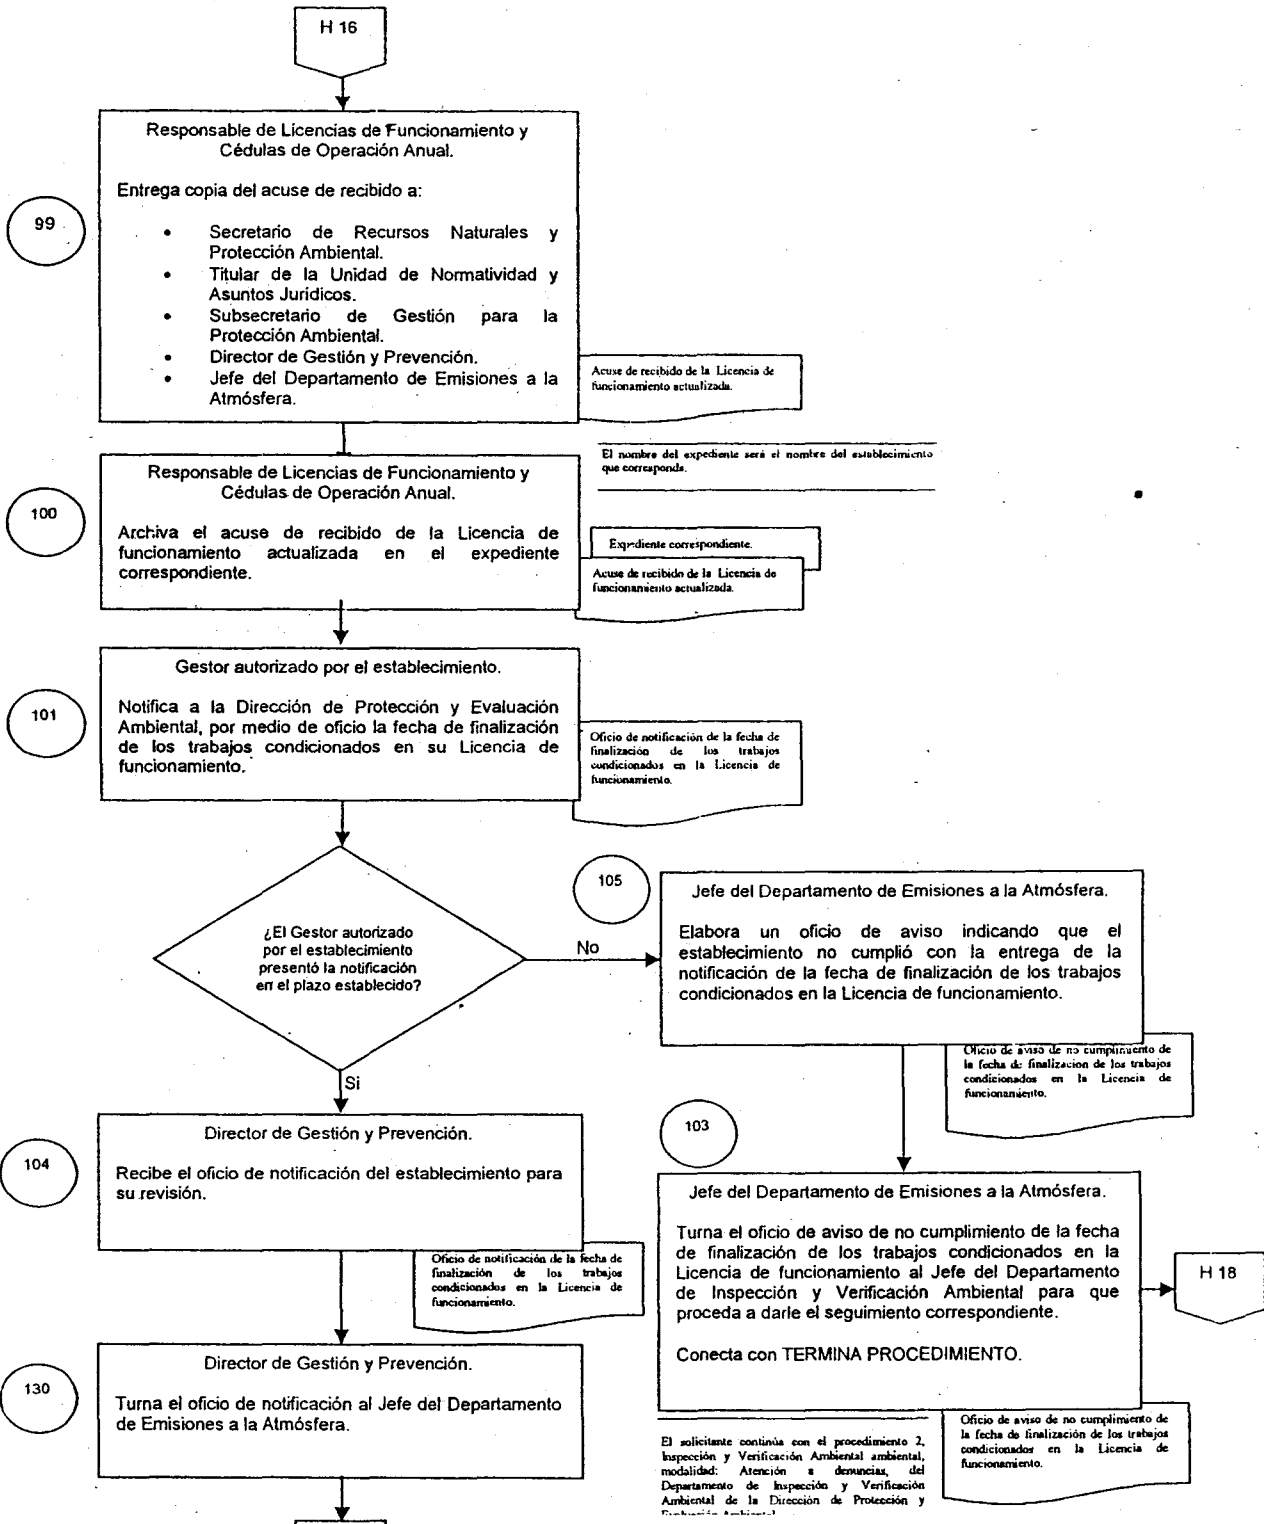 H 16
Responsable de Licencias de Funcionamiento y
Cédulas de Operación Anual.
Entrega copia del acuse de recibido a:
99
• Secretario de Recursos Naturales y
Protección Ambiental.
• Titular de la Unidad de Normatividad y
Asuntos Jurídicos.
• Subsecretario de Gestión para la
Protección Ambiental.
• Director de Gestión y Prevención.
• Jefe del Departamento de Emisiones a la
Atmósfera.
Acuse de recibido de la Licencia de
funcionamiento actualizada.
El nombre del expediente será el nombre del establecimiento
que corresponda.
Responsable de Licencias de Funcionamiento y
Cédulas de Operación Anual.
100
Archiva el acuse de recibido de la Licencia de
funcionamiento actualizada en el expediente
correspondiente.
Expediente correspondiente.
Acuse de recibido de la Licencia de
funcionamiento actualizada.
Gestor autorizado por el establecimiento.
101
Notifica a la Dirección de Protección y Evaluación
Ambiental, por medio de oficio la fecha de finalización
de los trabajos condicionados en su Licencia de
funcionamiento.
Oficio de notificación de la fecha de
finalización de los trabajos
condicionados en la Licencia de
funcionamiento.
¿El Gestor autorizado
por el establecimiento
presentó la notificación
en el plazo establecido?
No
Si
105
Jefe del Departamento de Emisiones a la Atmósfera.
Elabora un oficio de aviso indicando que el
establecimiento no cumplió con la entrega de la
notificación de la fecha de finalización de los trabajos
condicionados en la Licencia de funcionamiento.
Oficio de aviso de no cumplimiento de
la fecha de finalización de los trabajos
condicionados en la Licencia de
funcionamiento.
104
Director de Gestión y Prevención.
Recibe el oficio de notificación del establecimiento para
su revisión.
Oficio de notificación de la fecha de
finalización de los trabajos
condicionados en la Licencia de
funcionamiento.
103
Jefe del Departamento de Emisiones a la Atmósfera.
Turna el oficio de aviso de no cumplimiento de la fecha
de finalización de los trabajos condicionados en la
Licencia de funcionamiento al Jefe del Departamento
de Inspección y Verificación Ambiental para que
proceda a darle el seguimiento correspondiente.
Conecta con TERMINA PROCEDIMIENTO.
H 18
130
Director de Gestión y Prevención.
Turna el oficio de notificación al Jefe del Departamento
de Emisiones a la Atmósfera.
Oficio de aviso de no cumplimiento de
la fecha de finalización de los trabajos
condicionados en la Licencia de
funcionamiento.
El solicitante continúa con el procedimiento 2,
Inspección y Verificación Ambiental ambiental,
modalidad: Atención a denuncias, del
Departamento de Inspección y Verificación
Ambiental de la Dirección de Protección y